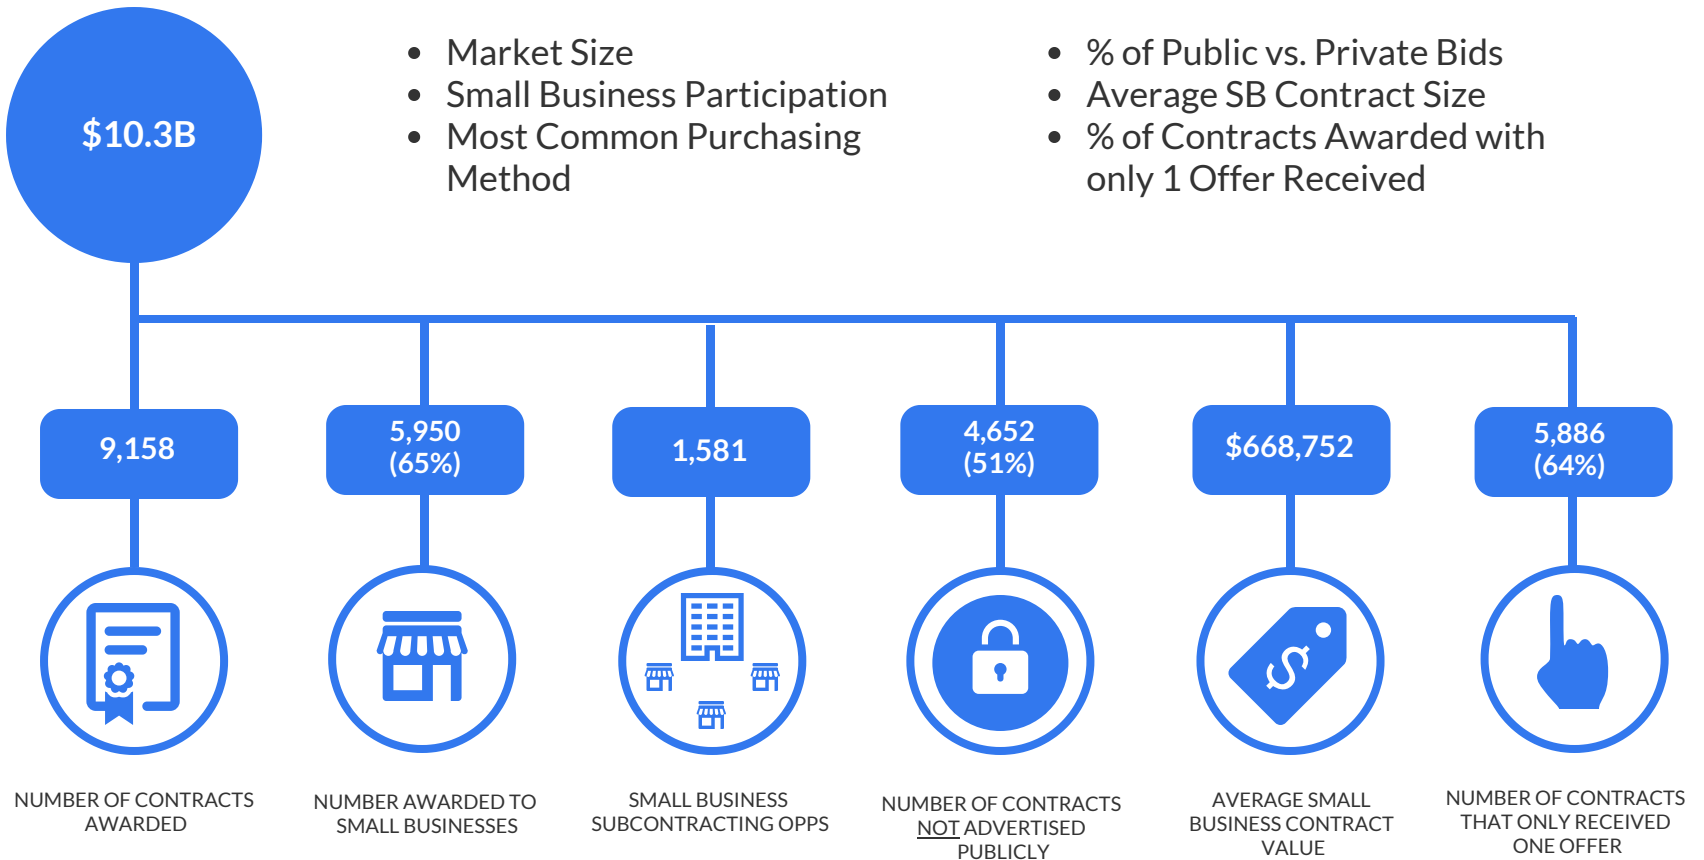 $10.3B
• Market Size
• Small Business Participation
• Most Common Purchasing
Method
• % of Public vs. Private Bids
• Average SB Contract Size
• % of Contracts Awarded with
only 1 Offer Received
9,158
5,950
(65%)
1,581
4,652
(51%)
$668,752
5,886
(64%)
$
NUMBER OF CONTRACTS
AWARDED
NUMBER AWARDED TO
SMALL BUSINESSES
SMALL BUSINESS
SUBCONTRACTING OPPS
NUMBER OF CONTRACTS
NOT ADVERTISED
PUBLICLY
AVERAGE SMALL
BUSINESS CONTRACT
VALUE
NUMBER OF CONTRACTS
THAT ONLY RECEIVED
ONE OFFER